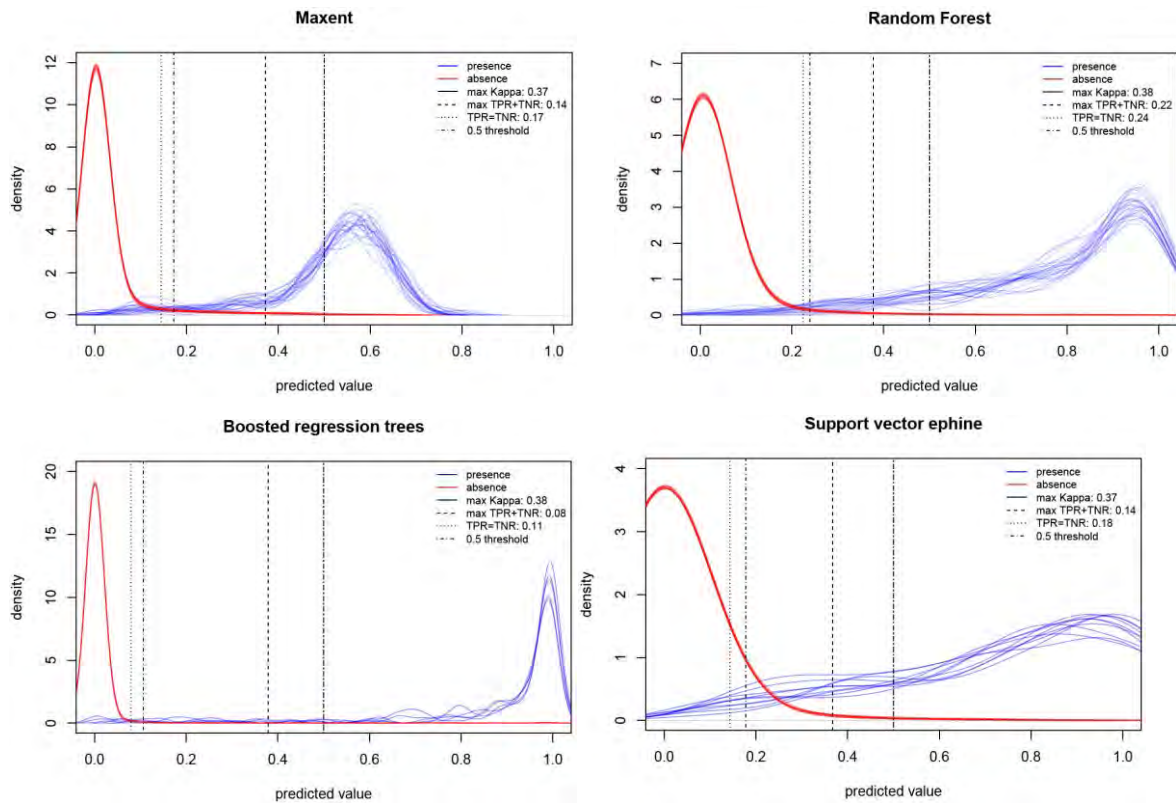 Maxent
12
10
8
6
4
2
0
density
0.0 0.2 0.4 0.6 0.8 1.0
predicted value
presence
absence
max Kappa: 0.37
max TPR+TNR: 0.14
TPR=TNR: 0.17
0.5 threshold
Random Forest
7
6
5
4
3
2
1
0
density
0.0 0.2 0.4 0.6 0.8 1.0
predicted value
presence
absence
max Kappa: 0.38
max TPR+TNR: 0.22
TPR=TNR: 0.24
0.5 threshold
Boosted regression trees
20
15
10
5
0
density
0.0 0.2 0.4 0.6 0.8 1.0
predicted value
presence
absence
max Kappa: 0.38
max TPR+TNR: 0.08
TPR=TNR: 0.11
0.5 threshold
Support vector ephine
4
3
2
1
0
density
0.0 0.2 0.4 0.6 0.8 1.0
predicted value
presence
absence
max Kappa: 0.37
max TPR+TNR: 0.14
TPR=TNR: 0.18
0.5 threshold